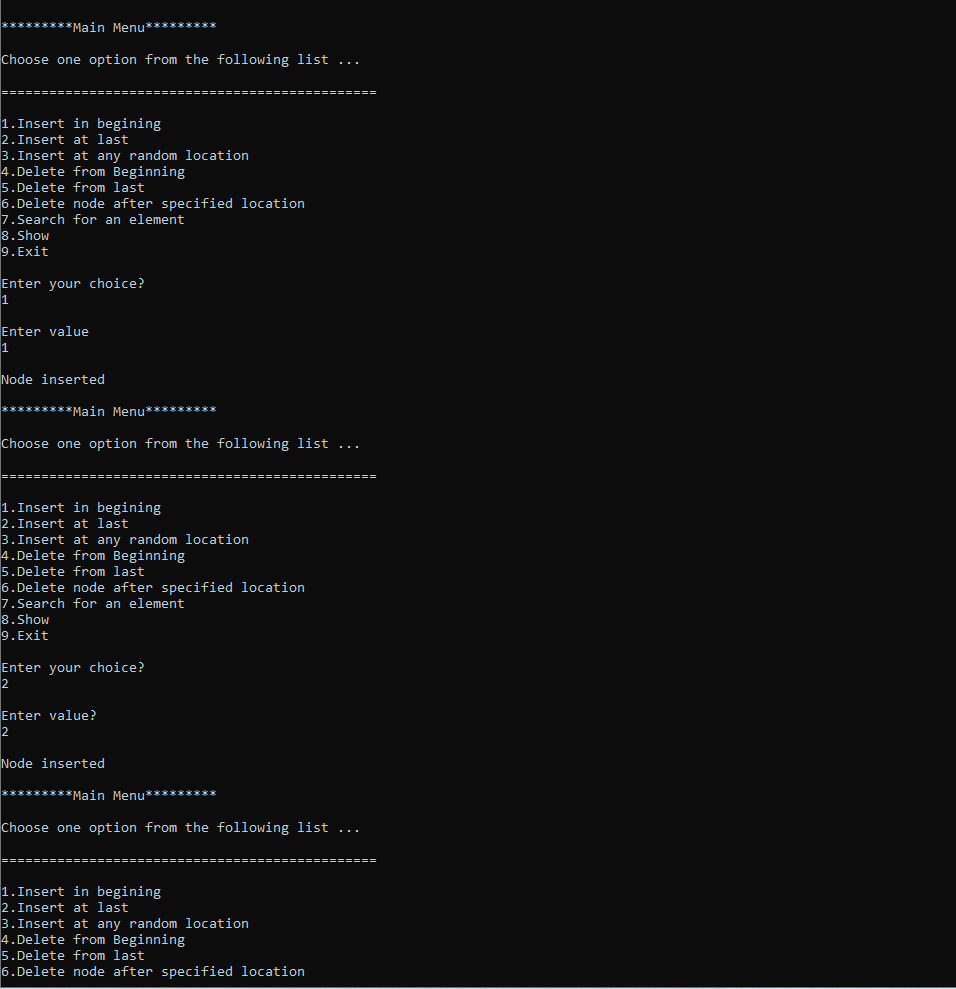 *********Main Menu*********
Choose one option from the following list ...
===============================================
1.Insert in begining
2.Insert at last
3.Insert at any random location
4.Delete from Beginning
5.Delete from last
6.Delete node after specified location
7.Search for an element
8.Show
9.Exit
Enter your choice?
1
Enter value
1
Node inserted
*********Main Menu*********
Choose one option from the following list ...
===============================================
1.Insert in begining
2.Insert at last
3.Insert at any random location
4.Delete from Beginning
5.Delete from last
6.Delete node after specified location
7.Search for an element
8.Show
9.Exit
Enter your choice?
2
Enter value?
2
Node inserted
*********Main Menu*********
Choose one option from the following list ...
===============================================
1.Insert in begining
2.Insert at last
3.Insert at any random location
4.Delete from Beginning
5.Delete from last
6.Delete node after specified location